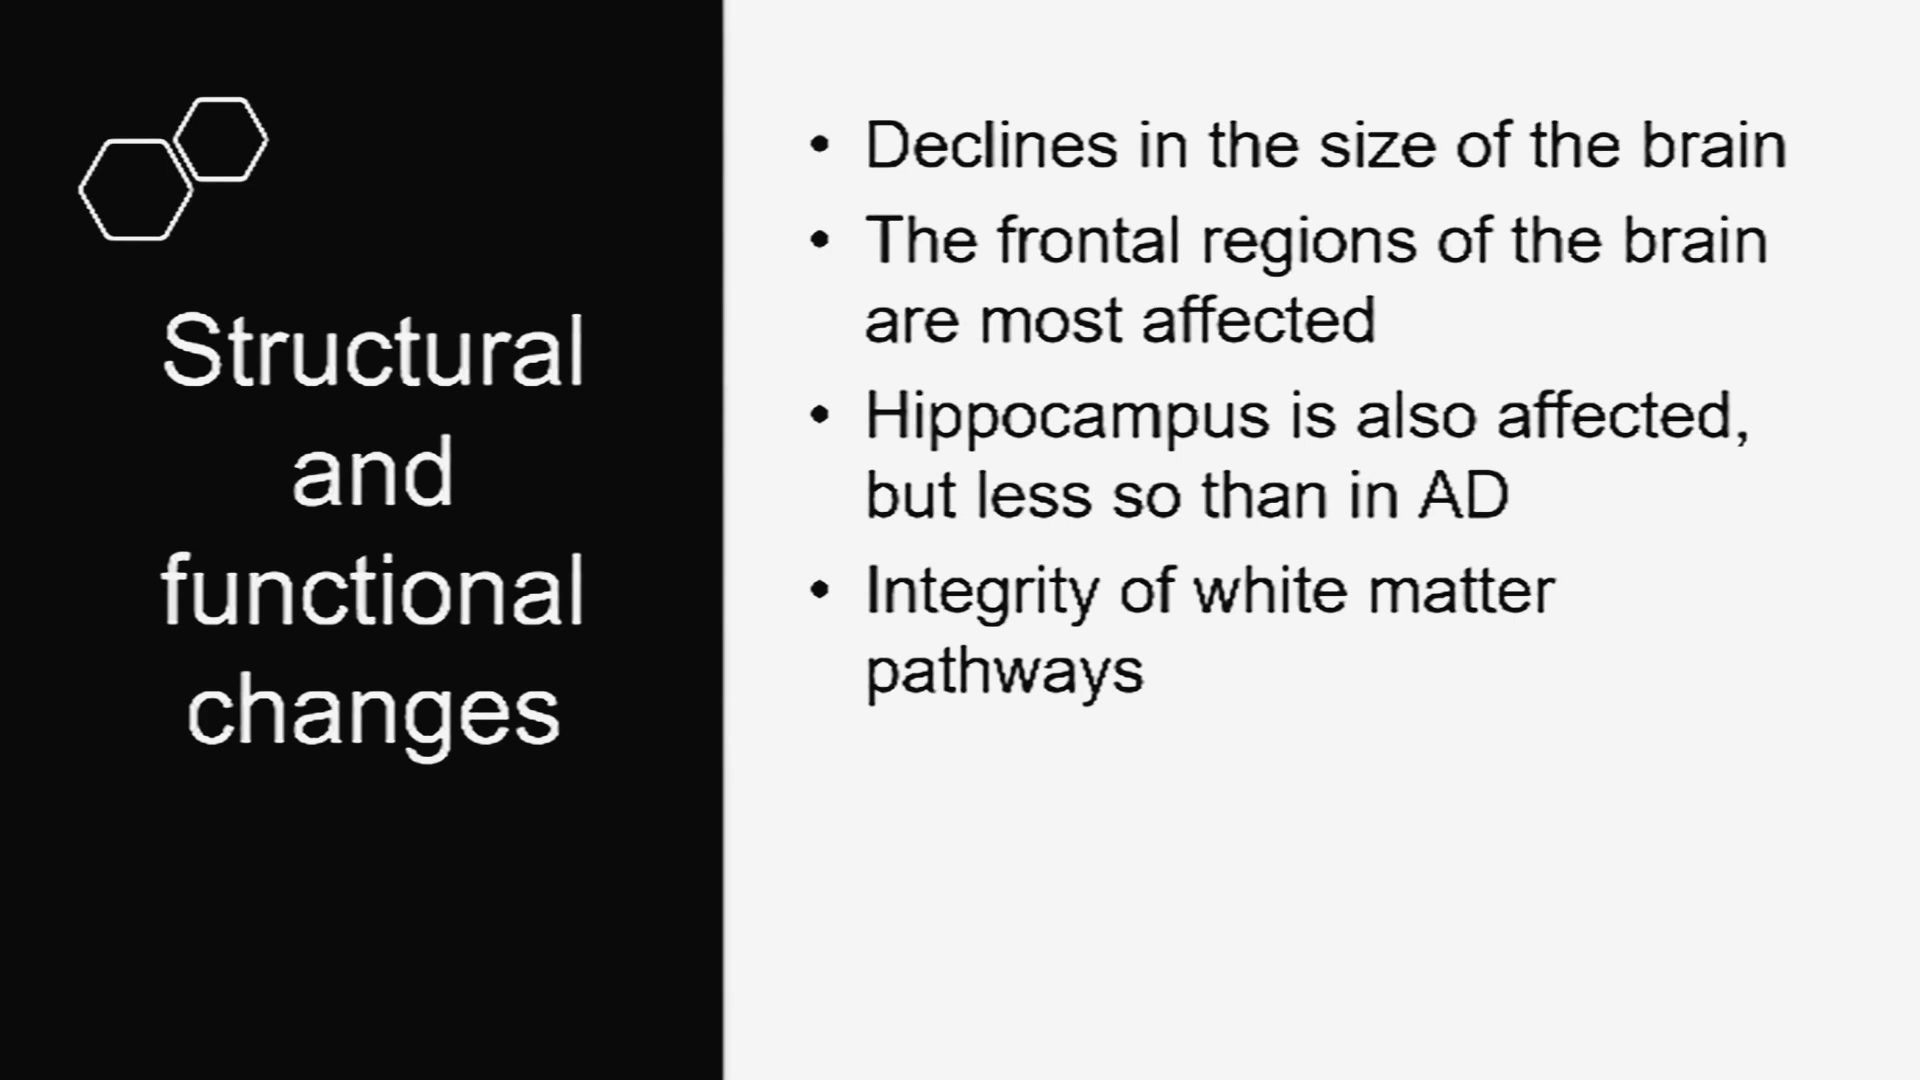 Structural
and
functional
changes
• Declines in the size of the brain
• The frontal regions of the brain
are most affected
• Hippocampus is also affected,
but less so than in AD
• Integrity of white matter
pathways